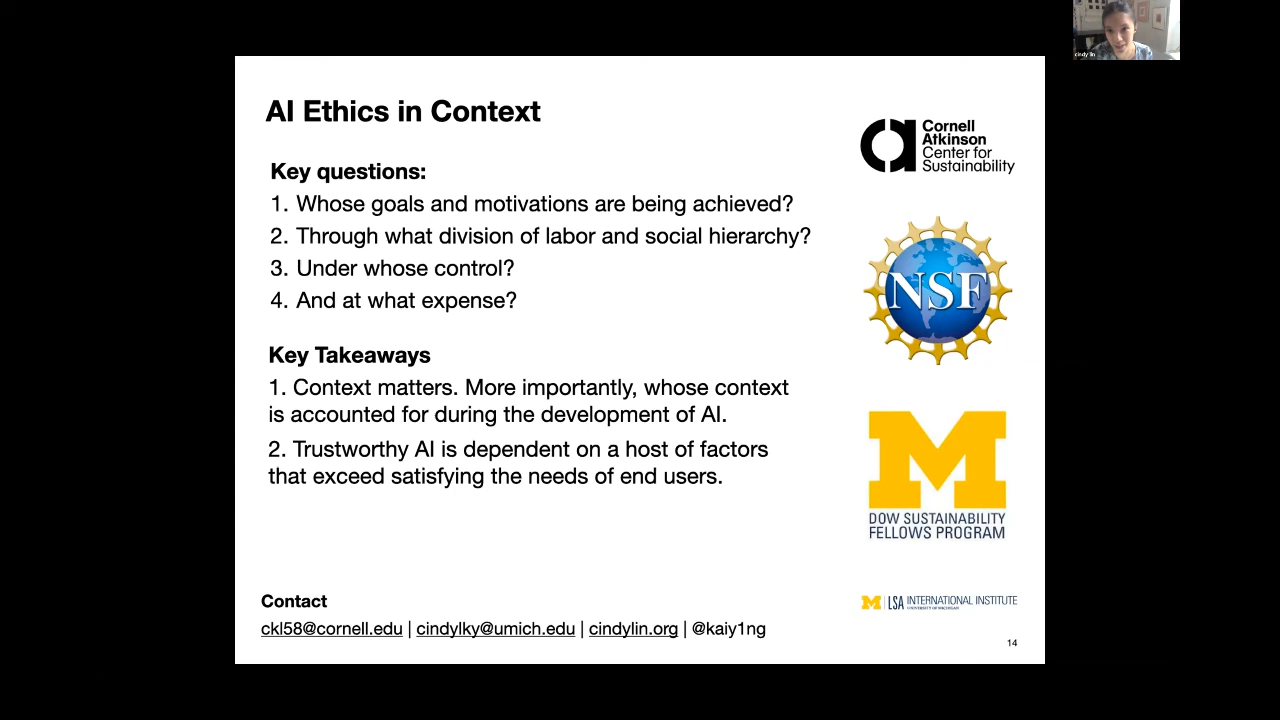 cindy lin
AI Ethics in Context
Key questions:
1. Whose goals and motivations are being achieved?
2. Through what division of labor and social hierarchy?
3. Under whose control?
4. And at what expense?
Key Takeaways
1. Context matters. More importantly, whose context
is accounted for during the development of AI.
2. Trustworthy AI is dependent on a host of factors
that exceed satisfying the needs of end users.
Contact
ckl58@cornell.edu | cindylky@umich.edu | cindylin.org | @kaiy1ng
Cornell
Atkinson
Center for
Sustainability
NSF
M
DOW SUSTAINABILITY
FELLOWS PROGRAM
M | LSA INTERNATIONAL INSTITUTE
UNIVERSITY OF MICHIGAN
14